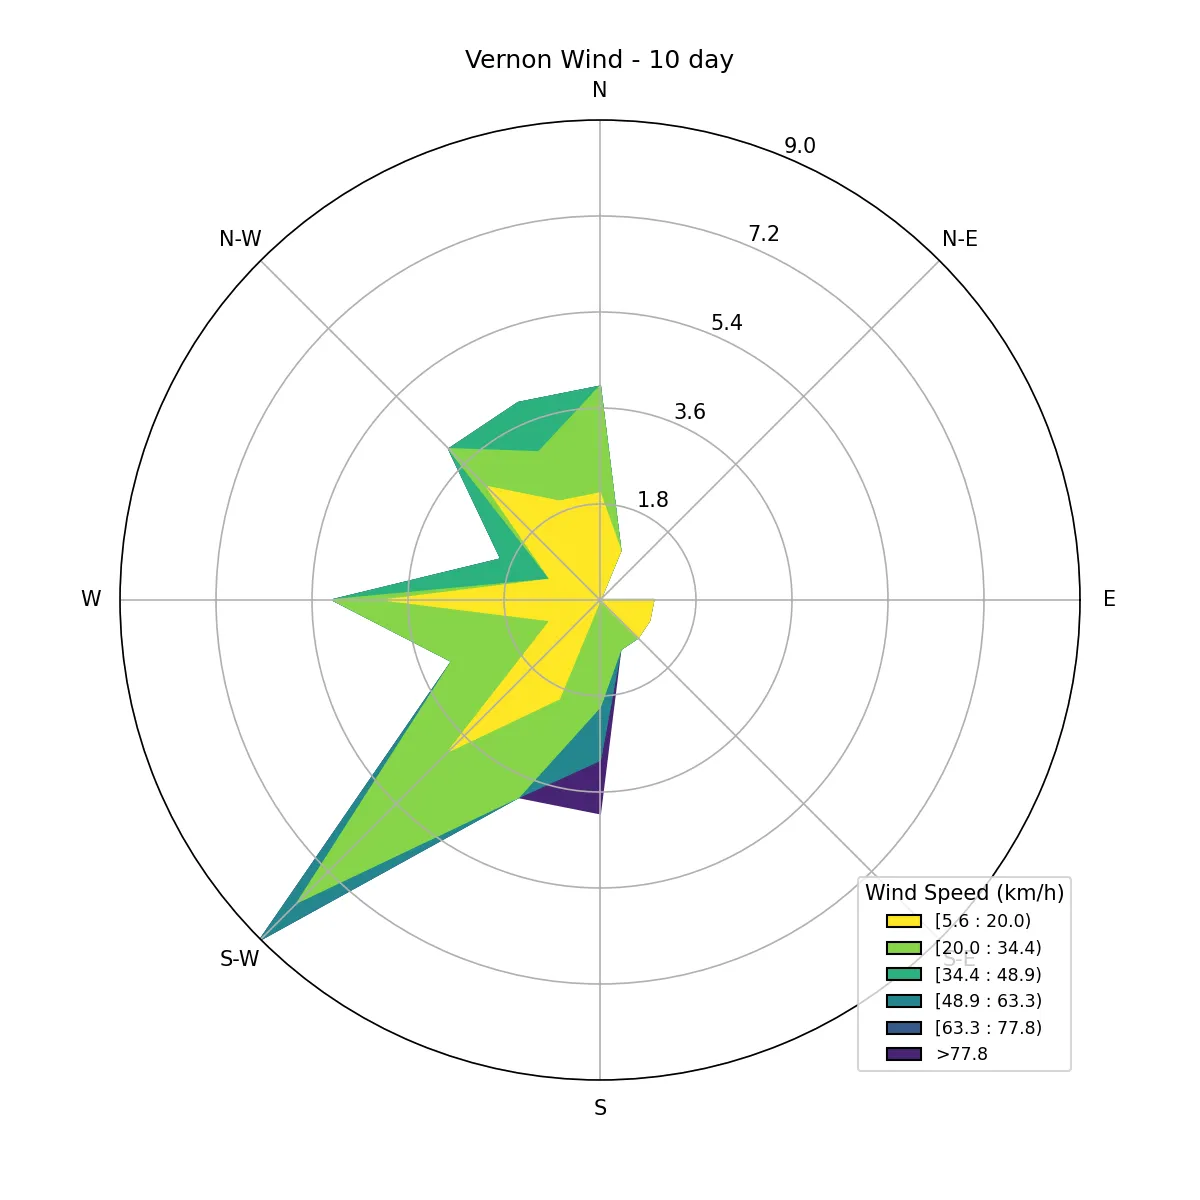 Vernon Wind - 10 day
N
9.0
N-W
N-E
7.2
5.4
3.6
1.8
W
E
Wind Speed (km/h)
[5.6 : 20.0)
[20.0 : 34.4)
S-W
S-E
[34.4 : 48.9)
[48.9 : 63.3)
[63.3 : 77.8)
>77.8
S